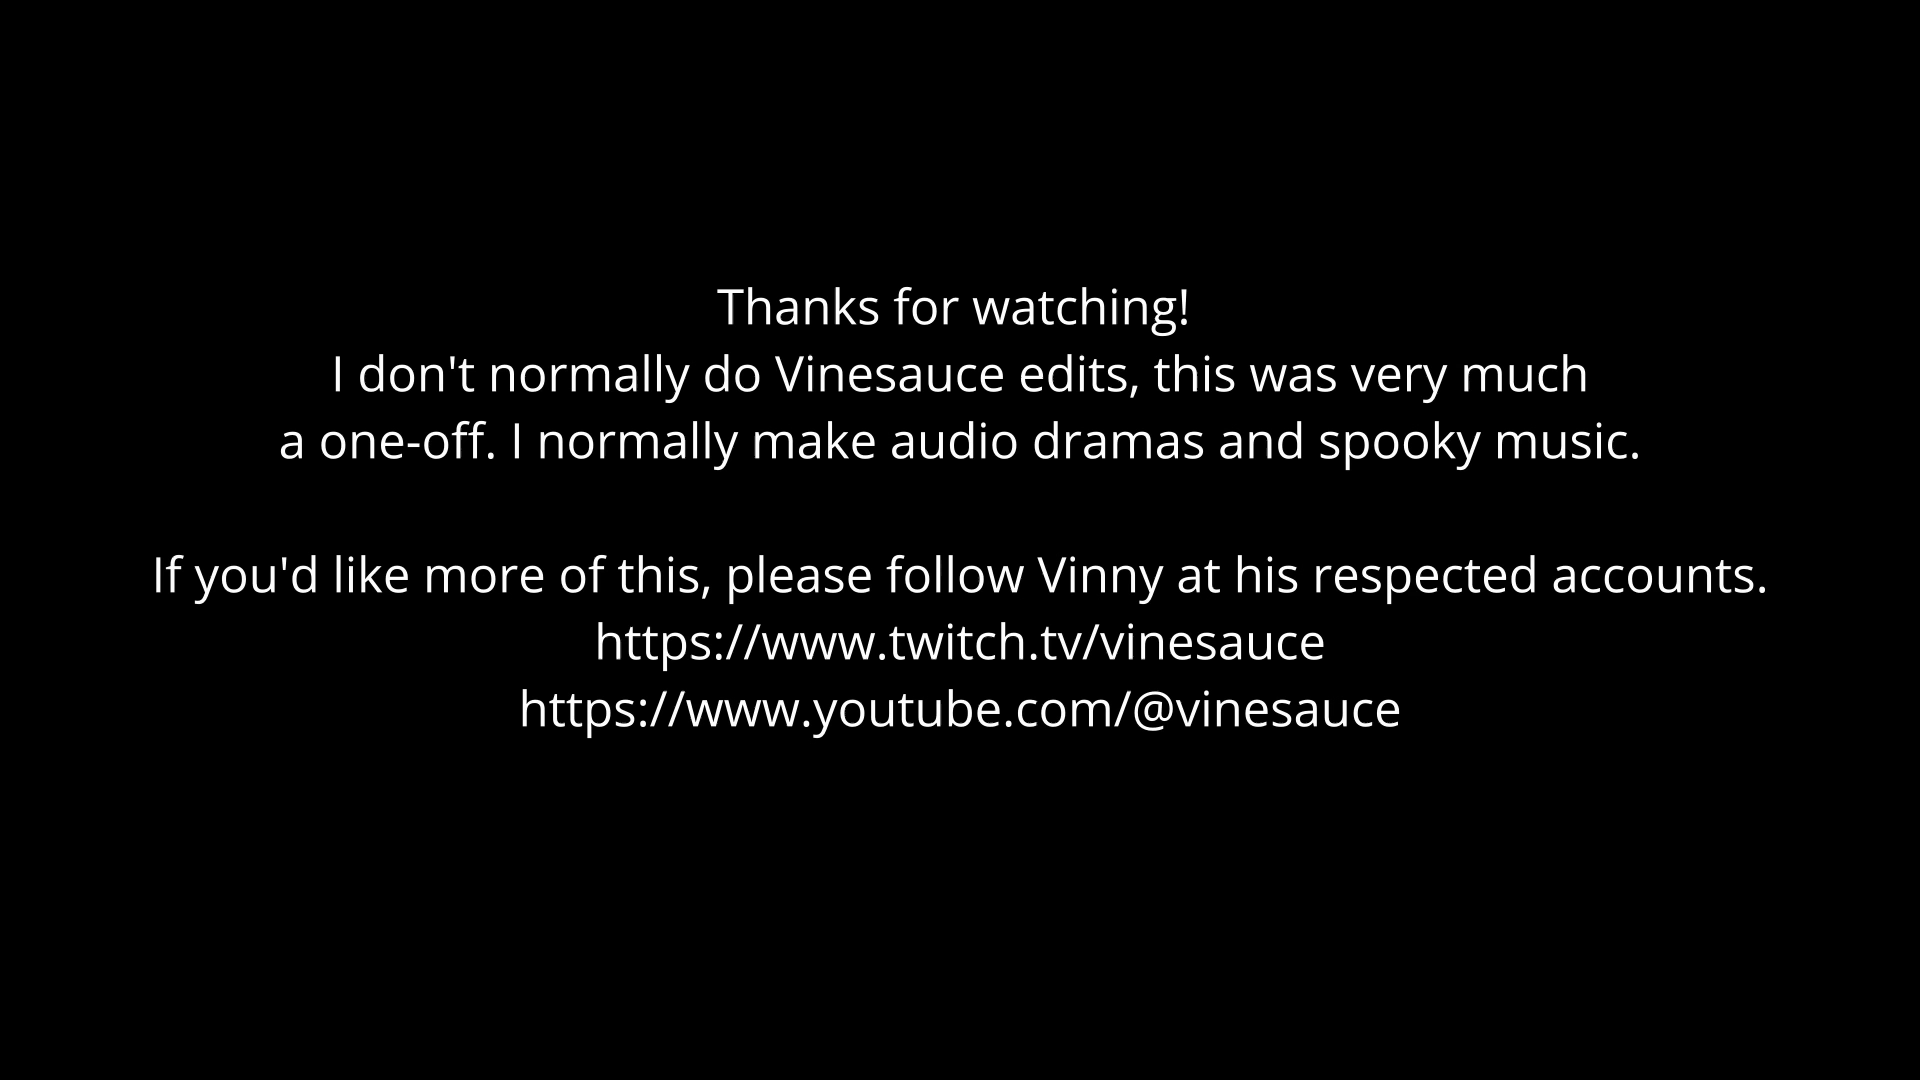 Thanks for watching!
I don't normally do Vinesauce edits, this was very much
a one-off. I normally make audio dramas and spooky music.
If you'd like more of this, please follow Vinny at his respected accounts.
https://www.twitch.tv/vinesauce
https://www.youtube.com/@vinesauce